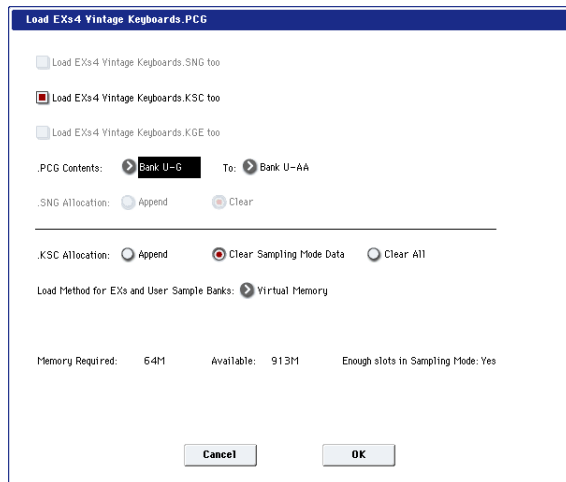 Load EXs4 Vintage Keyboards.PCG
Load EXs4 Vintage Keyboards.SNG too
Load EXs4 Vintage Keyboards.KSC too
Load EXs4 Vintage Keyboards.KGE too
.PCG Contents: Bank U-G To: Bank U-AA
.SNG Allocation: Append Clear
.KSC Allocation: Append Clear Sampling Mode Data Clear All
Load Method for EXs and User Sample Banks: Virtual Memory
Memory Required: 64M Available: 913M Enough slots in Sampling Mode: Yes
Cancel OK